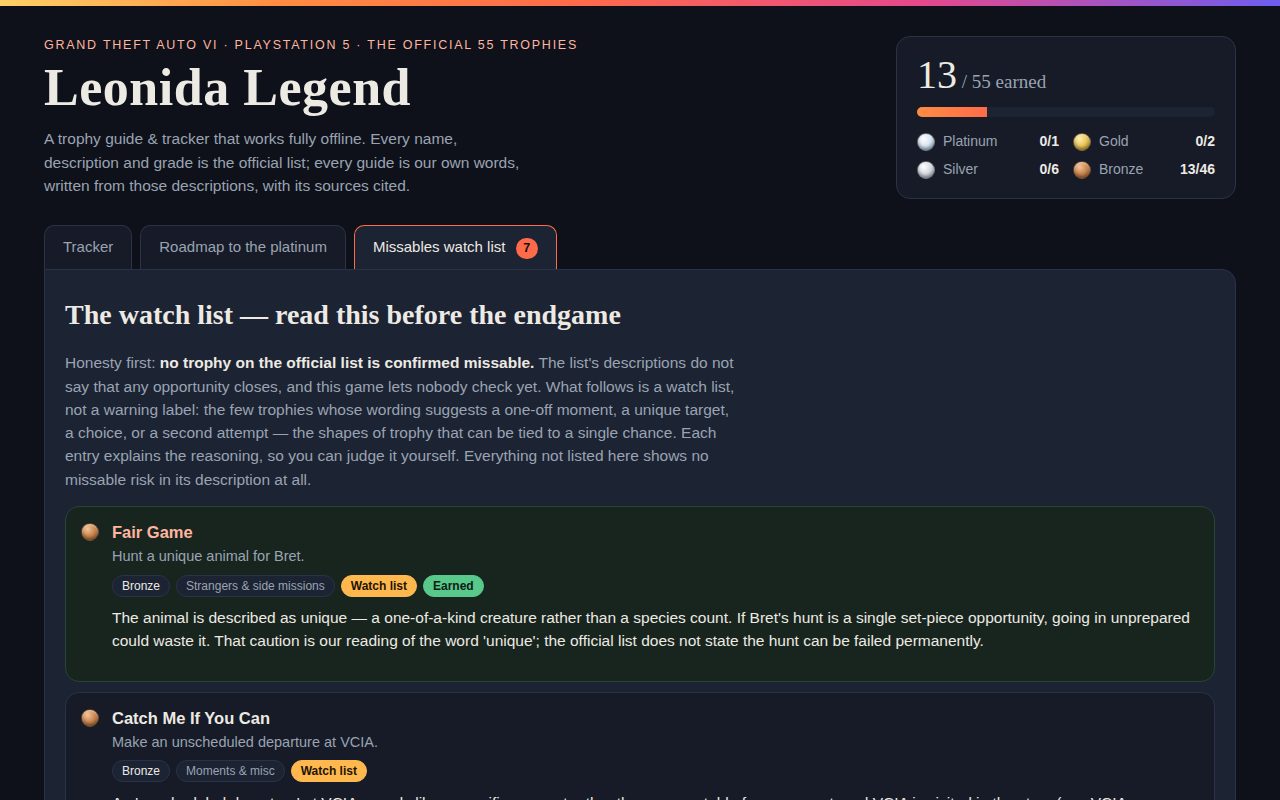 GRAND THEFT AUTO VI · PLAYSTATION 5 · THE OFFICIAL 55 TROPHIES
Leonida Legend
A trophy guide & tracker that works fully offline. Every name,
description and grade is the official list; every guide is our own words,
written from those descriptions, with its sources cited.
13 / 55 earned
Platinum 0/1 Gold 0/2
Silver 0/6 Bronze 13/46
Tracker Roadmap to the platinum Missables watch list 7
The watch list — read this before the endgame
Honesty first: no trophy on the official list is confirmed missable. The list's descriptions do not
say that any opportunity closes, and this game lets nobody check yet. What follows is a watch list,
not a warning label: the few trophies whose wording suggests a one-off moment, a unique target,
a choice, or a second attempt — the shapes of trophy that can be tied to a single chance. Each
entry explains the reasoning, so you can judge it yourself. Everything not listed here shows no
missable risk in its description at all.
Fair Game
Hunt a unique animal for Bret.
Bronze Strangers & side missions Watch list Earned
The animal is described as unique — a one-of-a-kind creature rather than a species count. If Bret's hunt is a single set-piece opportunity, going in unprepared
could waste it. That caution is our reading of the word 'unique'; the official list does not state the hunt can be failed permanently.
Catch Me If You Can
Make an unscheduled departure at VCIA.
Bronze Moments & misc Watch list